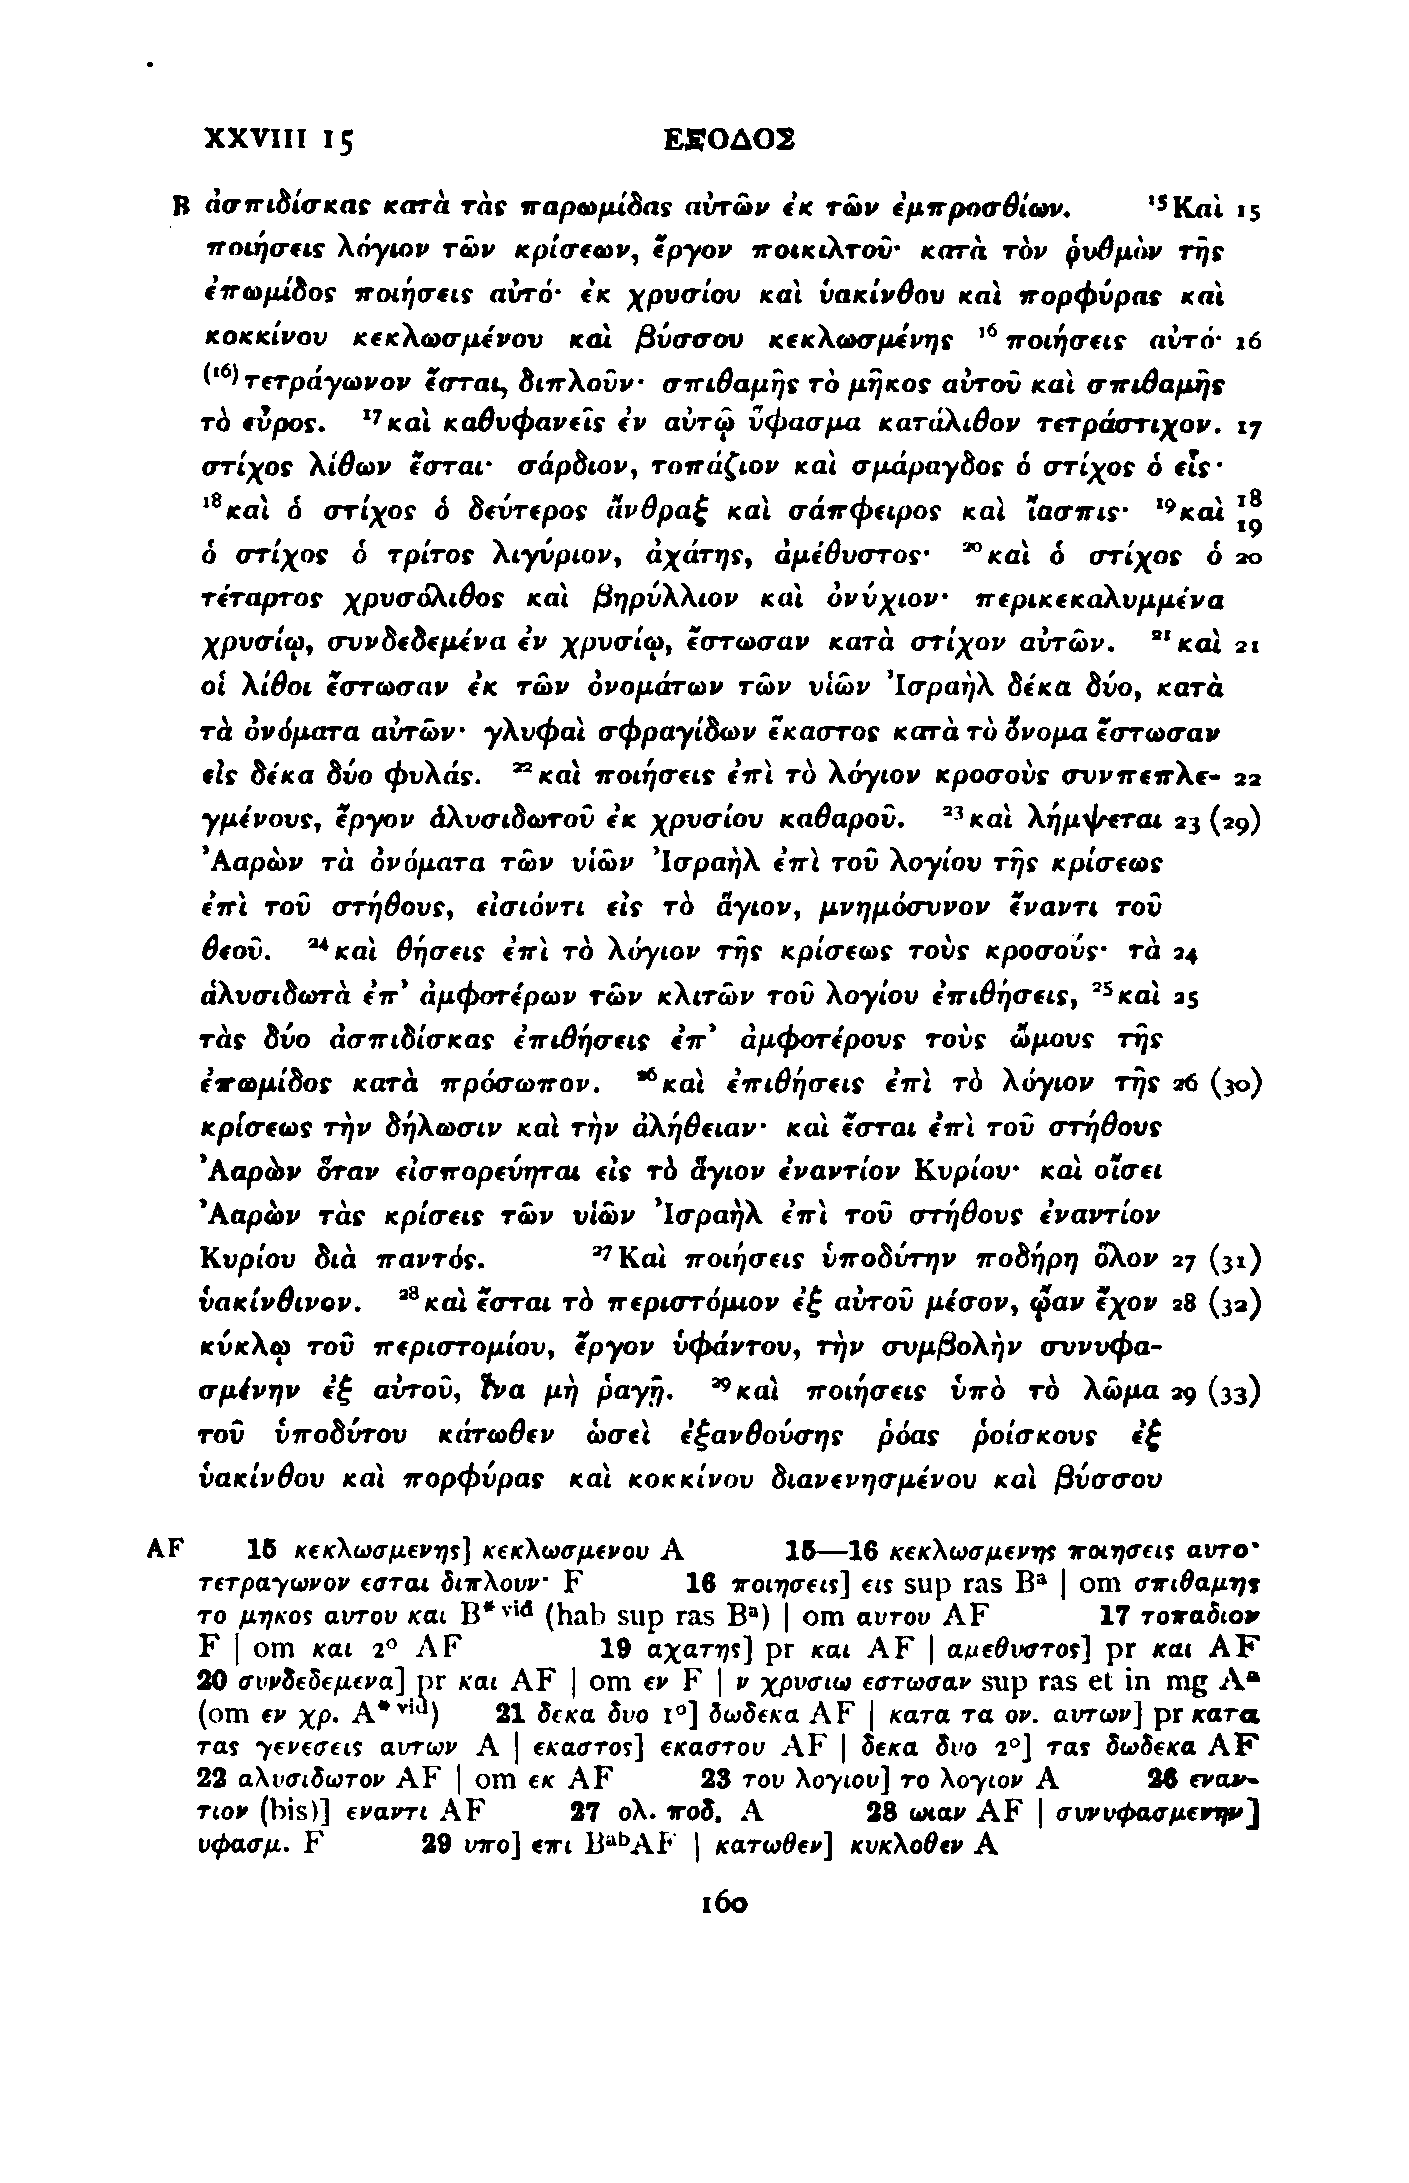 XXVIII 15 ΕΞΟΔΟΣ
B ἀσπιδίσκας κατὰ τὰς παρωμίδας αὐτῶν ἐκ τῶν ἐμπροσθίων. ¹⁵Καὶ 15
ποιήσεις λόγιον τῶν κρίσεων, ἔργον ποικιλτοῦ· κατὰ τὸν ῥυθμὸν τῆς
ἐπωμίδος ποιήσεις αὐτό· ἐκ χρυσίου καὶ ὑακίνθου καὶ πορφύρας καὶ
κοκκίνου κεκλωσμένου καὶ βύσσου κεκλωσμένης ¹⁶ποιήσεις αὐτό· 16
⁽¹⁶⁾τετράγωνον ἔσται, διπλοῦν· σπιθαμῆς τὸ μῆκος αὐτοῦ καὶ σπιθαμῆς
τὸ εὖρος. ¹⁷καὶ καθυφανεῖς ἐν αὐτῷ ὕφασμα κατάλιθον τετράστιχον. 17
στίχος λίθων ἔσται· σάρδιον, τοπάζιον καὶ σμάραγδος ὁ στίχος ὁ εἷς·
¹⁸καὶ ὁ στίχος ὁ δεύτερος ἄνθραξ καὶ σάπφειρος καὶ ἴασπις· ¹⁹καὶ 18 19
ὁ στίχος ὁ τρίτος λιγύριον, ἀχάτης, ἀμέθυστος· ²⁰καὶ ὁ στίχος ὁ 20
τέταρτος χρυσόλιθος καὶ βηρύλλιον καὶ ὀνύχιον· περικεκαλυμμένα
χρυσίῳ, συνδεδεμένα ἐν χρυσίῳ, ἔστωσαν κατὰ στίχον αὐτῶν. ²¹καὶ 21
οἱ λίθοι ἔστωσαν ἐκ τῶν ὀνομάτων τῶν υἱῶν Ἰσραὴλ δέκα δύο, κατὰ
τὰ ὀνόματα αὐτῶν· γλυφαὶ σφραγίδων ἕκαστος κατὰ τὸ ὄνομα ἔστωσαν
εἰς δέκα δύο φυλάς. ²²καὶ ποιήσεις ἐπὶ τὸ λόγιον κροσοὺς συνπεπλε- 22
γμένους, ἔργον ἁλυσιδωτοῦ ἐκ χρυσίου καθαροῦ. ²³καὶ λήμψεται 23 (29)
Ἀαρὼν τὰ ὀνόματα τῶν υἱῶν Ἰσραὴλ ἐπὶ τοῦ λογίου τῆς κρίσεως
ἐπὶ τοῦ στήθους, εἰσιόντι εἰς τὸ ἅγιον, μνημόσυνον ἔναντι τοῦ
θεοῦ. ²⁴καὶ θήσεις ἐπὶ τὸ λόγιον τῆς κρίσεως τοὺς κροσούς· τὰ 24
ἁλυσιδωτὰ ἐπ’ ἀμφοτέρων τῶν κλιτῶν τοῦ λογίου ἐπιθήσεις, ²⁵καὶ 25
τὰς δύο ἀσπιδίσκας ἐπιθήσεις ἐπ’ ἀμφοτέρους τοὺς ὤμους τῆς
ἐπωμίδος κατὰ πρόσωπον. ²⁶καὶ ἐπιθήσεις ἐπὶ τὸ λόγιον τῆς 26 (30)
κρίσεως τὴν δήλωσιν καὶ τὴν ἀλήθειαν· καὶ ἔσται ἐπὶ τοῦ στήθους
Ἀαρὼν ὅταν εἰσπορεύηται εἰς τὸ ἅγιον ἐναντίον Κυρίου· καὶ οἴσει
Ἀαρὼν τὰς κρίσεις τῶν υἱῶν Ἰσραὴλ ἐπὶ τοῦ στήθους ἐναντίον
Κυρίου διὰ παντός. ²⁷Καὶ ποιήσεις ὑποδύτην ποδήρη ὅλον 27 (31)
ὑακίνθινον. ²⁸καὶ ἔσται τὸ περιστόμιον ἐξ αὐτοῦ μέσον, ᾤαν ἔχον 28 (32)
κύκλῳ τοῦ περιστομίου, ἔργον ὑφάντου, τὴν συμβολὴν συνυφα-
σμένην ἐξ αὐτοῦ, ἵνα μὴ ῥαγῇ. ²⁹καὶ ποιήσεις ὑπὸ τὸ λῶμα 29 (33)
τοῦ ὑποδύτου κάτωθεν ὡσεὶ ἐξανθούσης ῥόας ῥοίσκους ἐξ
ὑακίνθου καὶ πορφύρας καὶ κοκκίνου διανενησμένου καὶ βύσσου
AF 15 κεκλωσμενης] κεκλωσμενου A 15—16 κεκλωσμενης ποιησεις αυτο·
τετραγωνον εσται διπλουν· F 16 ποιησεις] εις sup ras Bᵃ | om σπιθαμης
το μηκος αυτου και B*ᵛⁱᵈ (hab sup ras Bᵃ) | om αυτου AF 17 τοπαδιον
F | om και 2° AF 19 αχατης] pr και AF | αμεθυστος] pr και AF
20 συνδεδεμενα] pr και AF | om εν F | ν χρυσιω εστωσαν sup ras et in mg Aᵃ
(om εν χρ. A*ᵛⁱᵈ) 21 δεκα δυο 1°] δωδεκα AF | κατα τα ον. αυτων] pr κατα
τας γενεσεις αυτων A | εκαστος] εκαστου AF | δεκα δυο 2°] τας δωδεκα AF
22 αλυσιδωτον AF | om εκ AF 23 του λογιου] το λογιον A 26 εναν-
τιον (bis)] εναντι AF 27 ολ. ποδ. A 28 ωιαν AF | συνυφασμενην]
υφασμ. F 29 υπο] επι BᵃᵇAF | κατωθεν] κυκλοθεν A
160